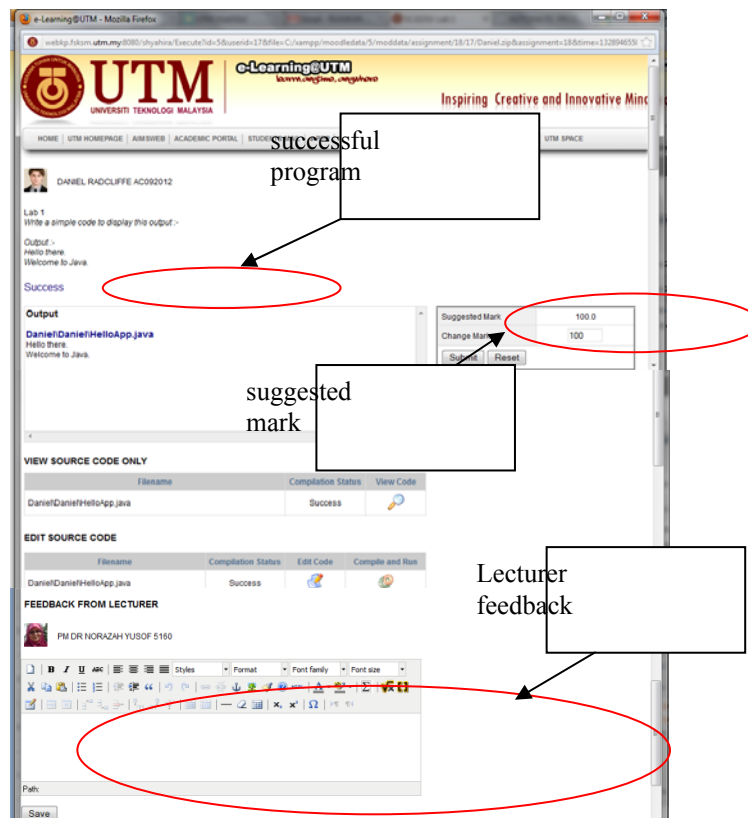 e-Learning@UTM - Mozilla Firefox
webkp.fsksm.utm.my:8080/shyahira/Execute?id=5&userid=17&file=C:/xampp/moodledata/5/moddata/assignment/18/17/Daniel.zip&assignment=18&time=132894655
UTM
UNIVERSITI TEKNOLOGI MALAYSIA
e-Learning@UTM
learn anytime, anywhere
Inspiring Creative and Innovative Mind
HOME | UTM HOMEPAGE | AIMSWEB | ACADEMIC PORTAL | UTM SPACE
successful
program
DANIEL RADCLIFFE AC092012
Lab 1
Write a simple code to display this output :-
Output :-
Hello there.
Welcome to Java.
Success
Output
Daniel\Daniel\HelloApp.java
Hello there.
Welcome to Java.
Suggested Mark 100.0
Change Mark 100
Submit Reset
suggested
mark
VIEW SOURCE CODE ONLY
Filename Compilation Status View Code
Daniel\Daniel\HelloApp.java Success
EDIT SOURCE CODE
Filename Compilation Status Edit Code Compile and Run
Daniel\Daniel\HelloApp.java Success
Lecturer
feedback
FEEDBACK FROM LECTURER
PM DR NORAZAH YUSOF 5160
B I U ABC Styles Format Font family Font size
Path:
Save